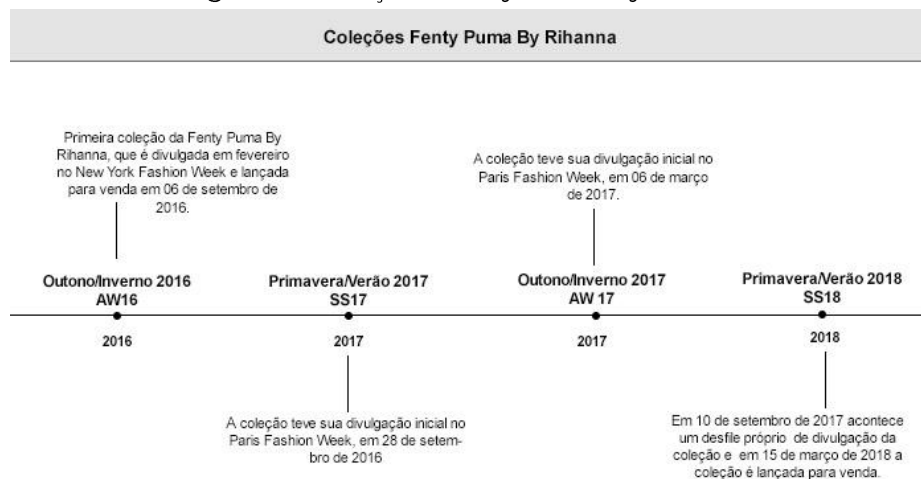 Coleções Fenty Puma By Rihanna
Primeira coleção da Fenty Puma By
Rihanna, que é divulgada em fevereiro
no New York Fashion Week e lançada
para venda em 06 de setembro de
2016.
A coleção teve sua divulgação inicial no
Paris Fashion Week, em 06 de março
de 2017.
Outono/Inverno 2016
AW16
Primavera/Verão 2017
SS17
Outono/Inverno 2017
AW 17
Primavera/Verão 2018
SS18
2016
2017
2017
2018
A coleção teve sua divulgação inicial no
Paris Fashion Week, em 28 de setem-
bro de 2016
Em 10 de setembro de 2017 acontece
um desfile próprio de divulgação da
coleção e em 15 de março de 2018 a
coleção é lançada para venda.